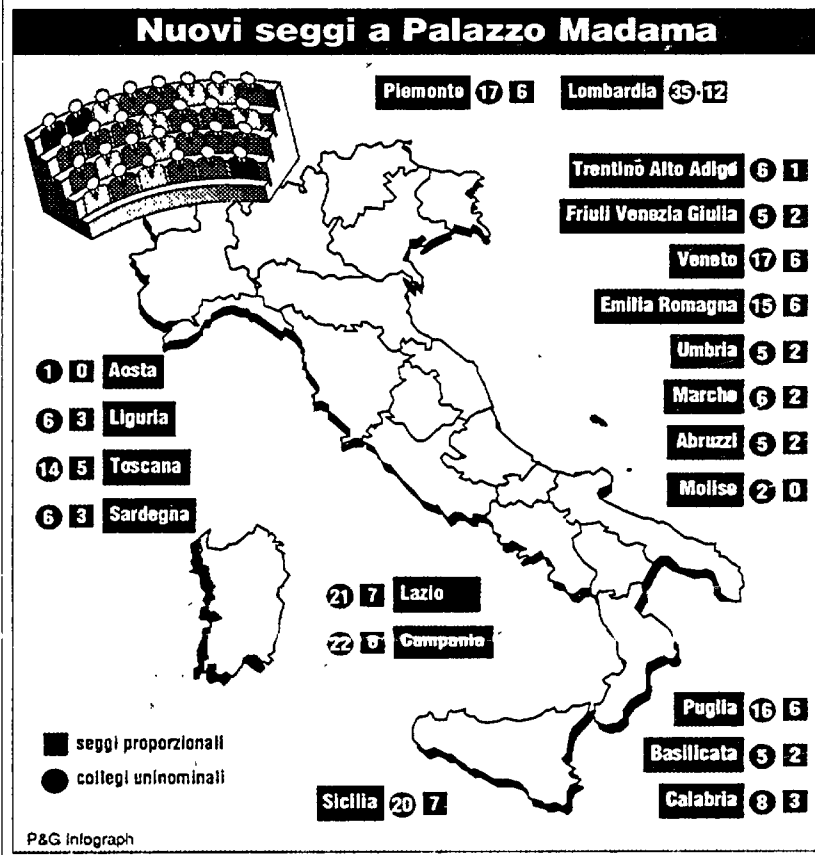 Nuovi seggi a Palazzo Madama
Piemonte 17 6
Lombardia 35 12
Trentino Alto Adige 6 1
Friuli Venezia Giulia 5 2
Veneto 17 6
Emilia Romagna 15 6
Umbria 5 2
Marche 6 2
Abruzzi 5 2
Molise 2 0
1 0 Aosta
6 3 Liguria
14 5 Toscana
6 3 Sardegna
21 7 Lazio
22 Campania
Puglia 16 6
Basilicata 5 2
Calabria 8 3
Sicilia 20 7
seggi proporzionali
collegi uninominali
P&G Infograph